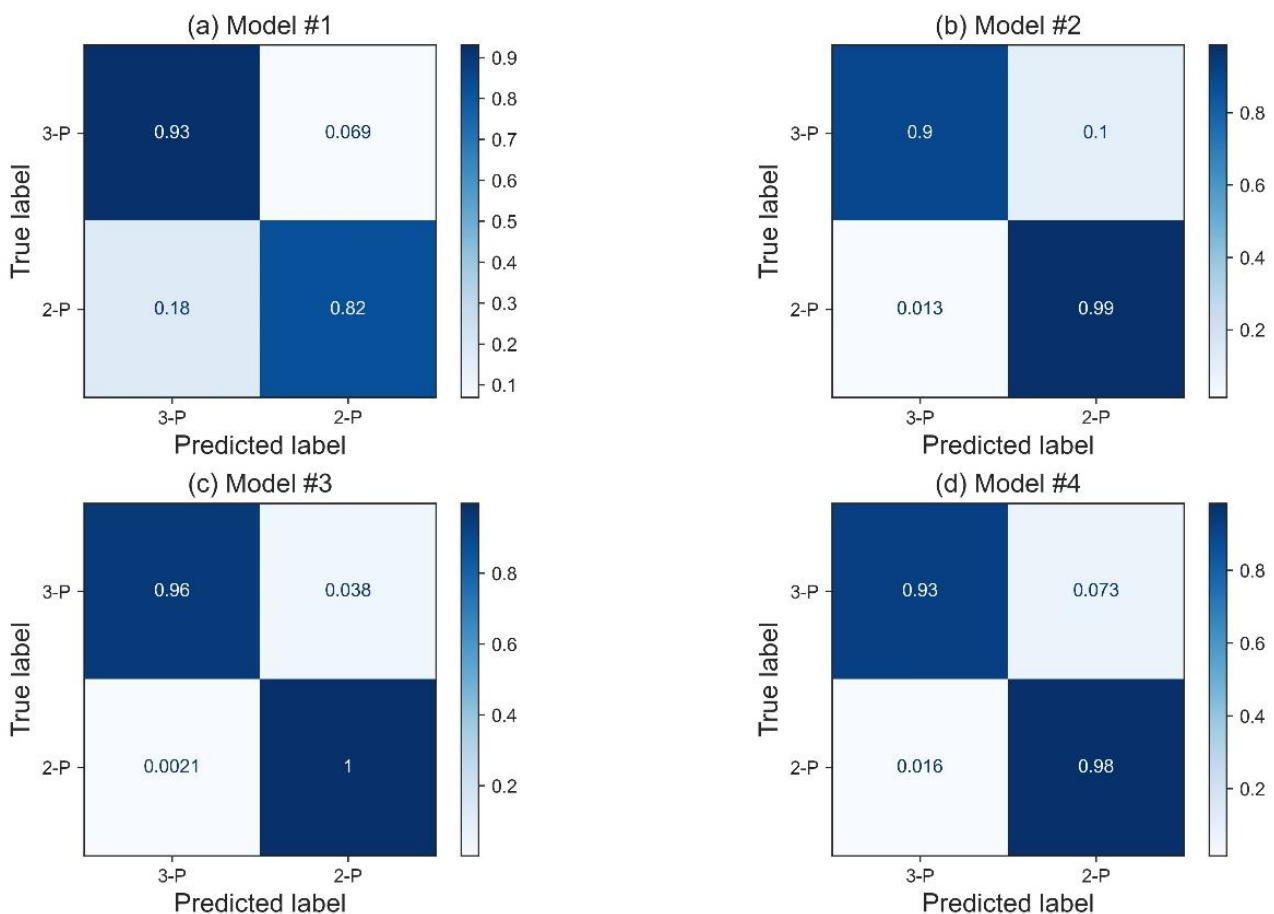 (a) Model #1
3-P
0.93
0.069
2-P
0.18
0.82
3-P
2-P
True label
Predicted label
0.9
0.8
0.7
0.6
0.5
0.4
0.3
0.2
0.1
(b) Model #2
3-P
0.9
0.1
2-P
0.013
0.99
3-P
2-P
True label
Predicted label
0.8
0.6
0.4
0.2
(c) Model #3
3-P
0.96
0.038
2-P
0.0021
1
3-P
2-P
True label
Predicted label
0.8
0.6
0.4
0.2
(d) Model #4
3-P
0.93
0.073
2-P
0.016
0.98
3-P
2-P
True label
Predicted label
0.8
0.6
0.4
0.2